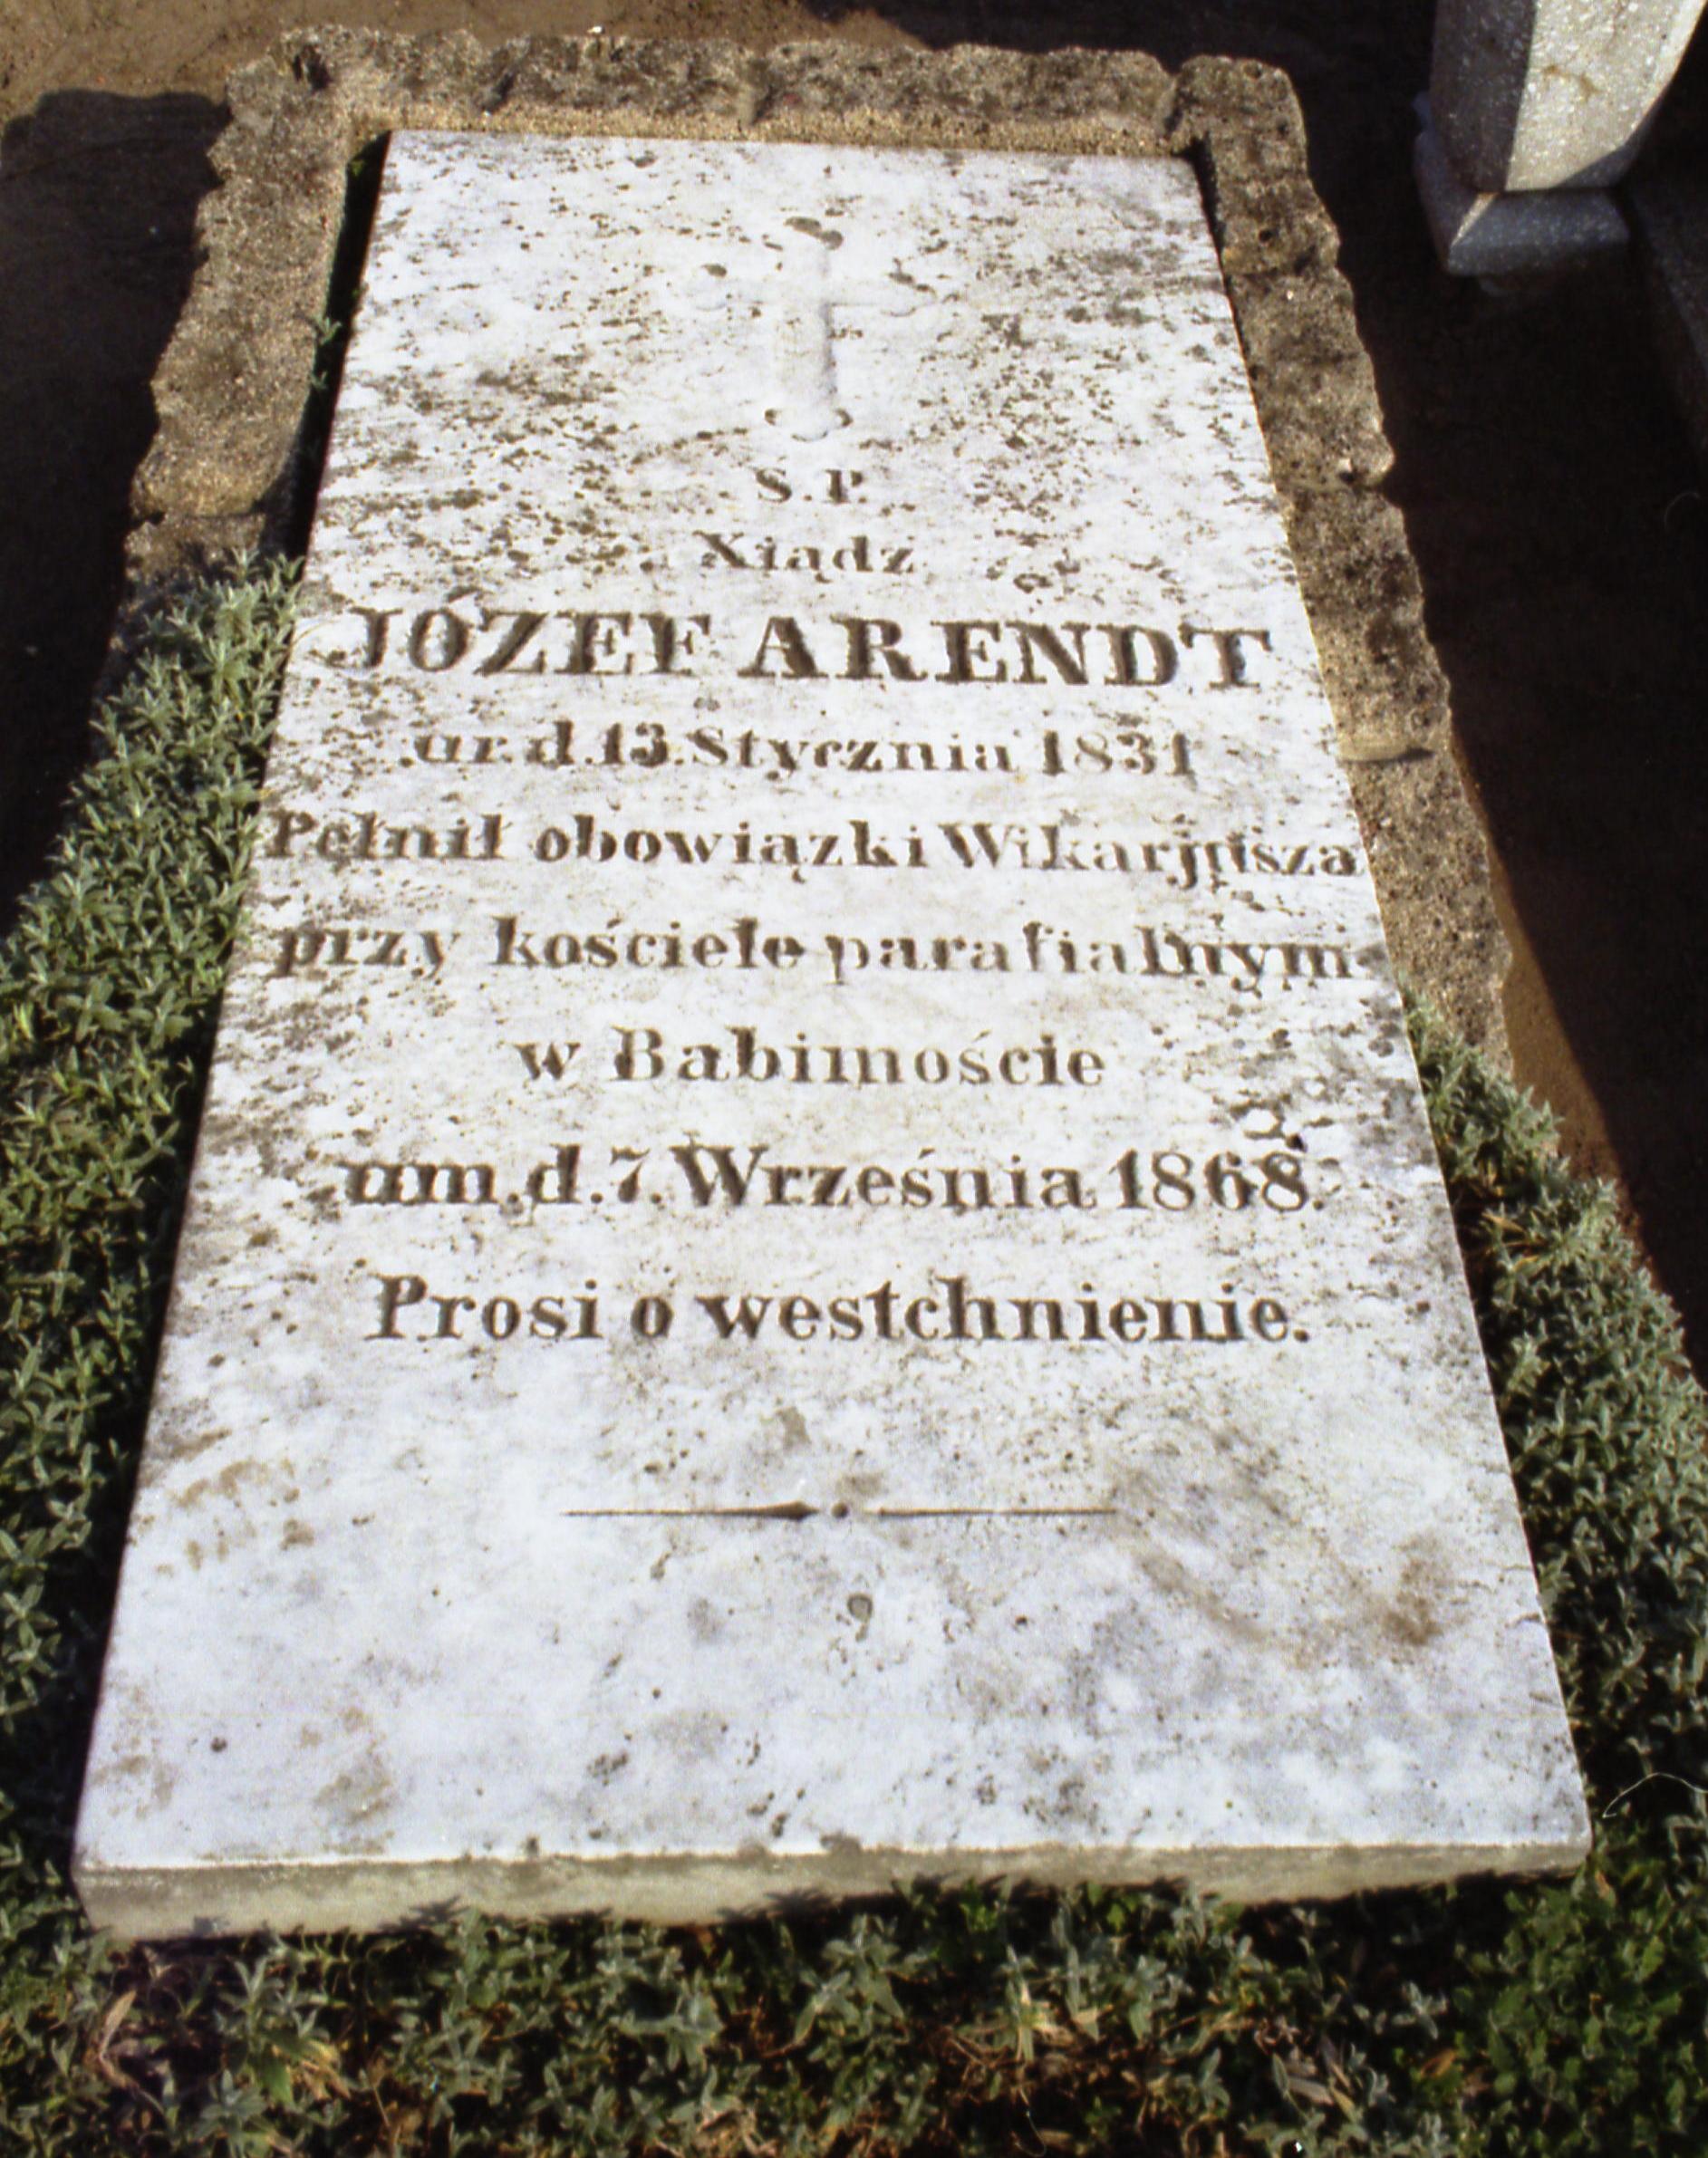 S.P.
Xiądz
JÓZEF ARENDT
ur.d.13.Stycznia 1831
Pełnił obowiązki Wikarjusza
przy kościele parafialnym
w Babimoście
um.d.7.Września 1868.
Prosi o westchnienie.